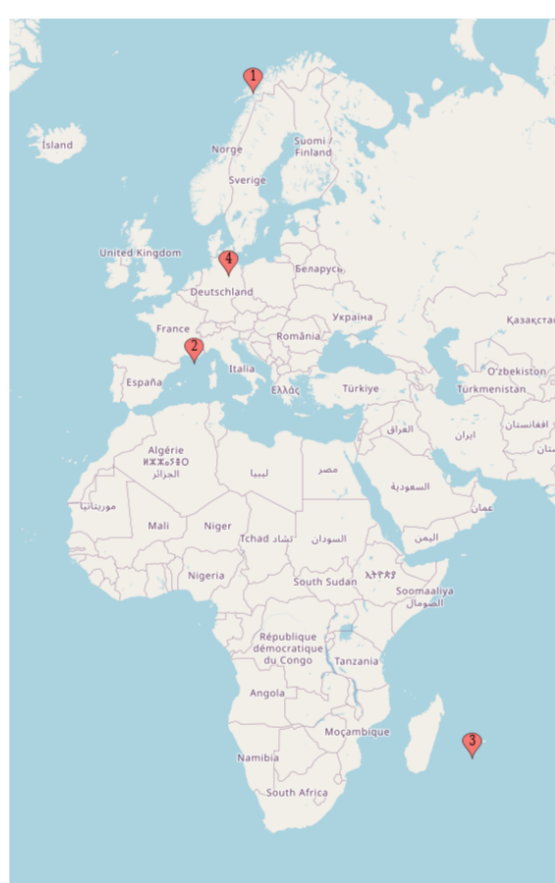 1
Ísland
Norge
Suomi /
Finland
Sverige
United Kingdom
4
Беларусь
Deutschland
Україна
Қазақста
France
2
România
O'zbekiston
Italia
España
Ελλάς
Türkiye
Türkmenistan
افغانستان
العراق
ایران
ستان
Algérie
ⵍⵣⵣⴰⵢⴻⵔ
الجزائر
ليبيا
مصر
السعودية
عمان
موريتانيا
Mali
Niger
Tchad تشاد
السودان
اليمن
Nigeria
South Sudan
ኢትዮጵያ
Soomaaliya
الصومال
République
démocratique
du Congo
Tanzania
Angola
Moçambique
3
Namibia
South Africa